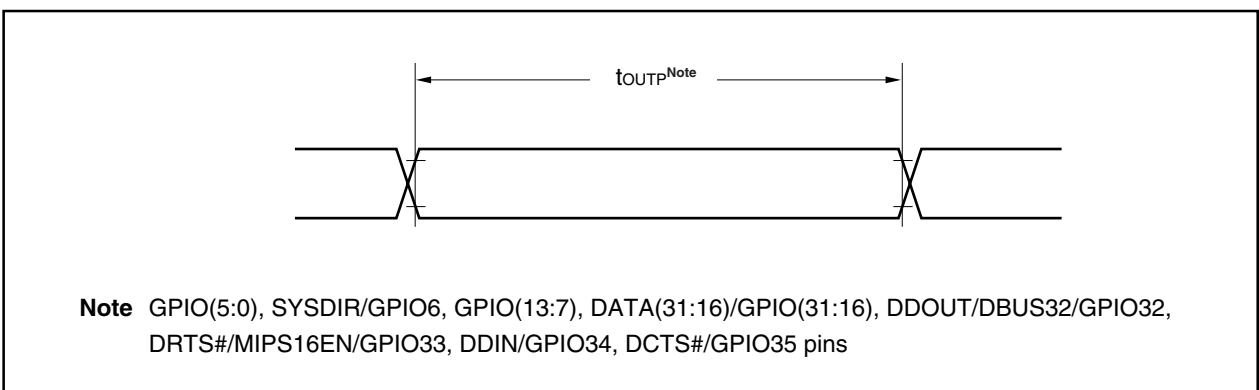 tOUTPNote
Note GPIO(5:0), SYSDIR/GPIO6, GPIO(13:7), DATA(31:16)/GPIO(31:16), DDOUT/DBUS32/GPIO32,
DRTS#/MIPS16EN/GPIO33, DDIN/GPIO34, DCTS#/GPIO35 pins